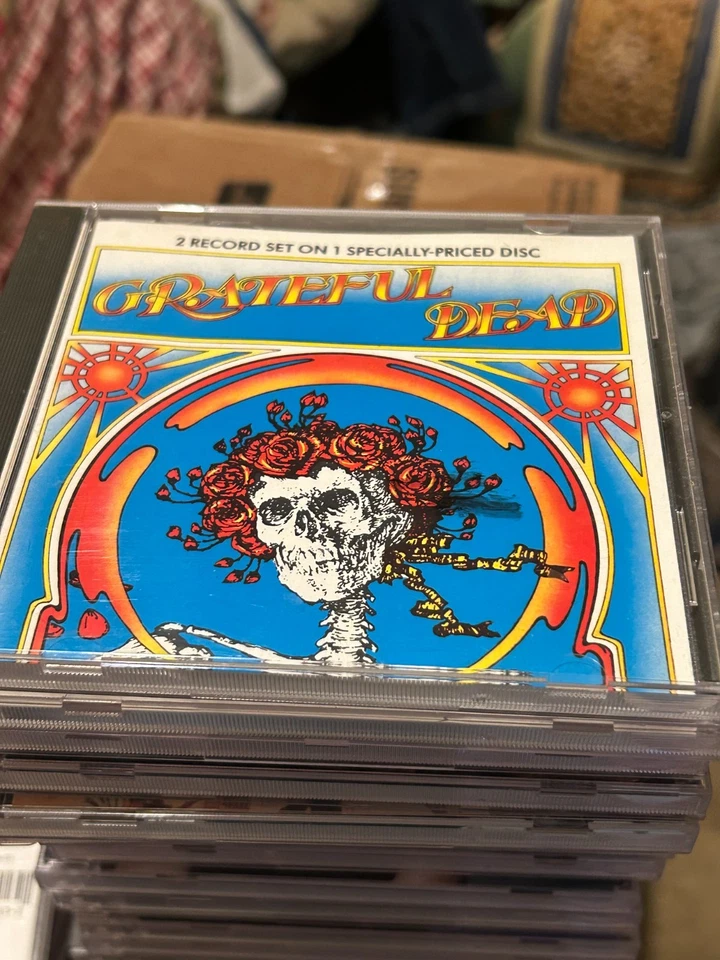 2 RECORD SET ON 1 SPECIALLY-PRICED DISC
GRATEFUL
DEAD